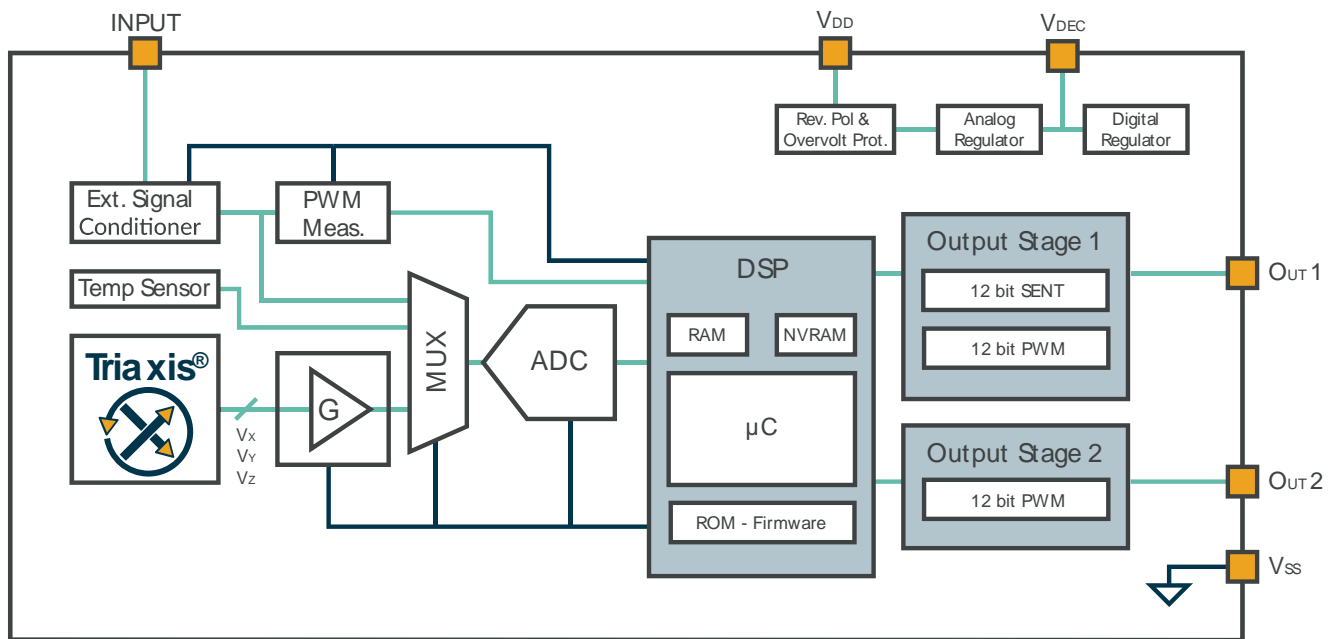 INPUT
VDD
VDEC
Rev. Pol &
Overvolt Prot.
Analog
Regulator
Digital
Regulator
Ext. Signal
Conditioner
PWM
Meas.
Temp Sensor
Triaxis®
VX
VY
VZ
G
MUX
ADC
DSP
RAM
NVRAM
µC
ROM - Firmware
Output Stage 1
12 bit SENT
12 bit PWM
Output Stage 2
12 bit PWM
OUT 1
OUT 2
VSS